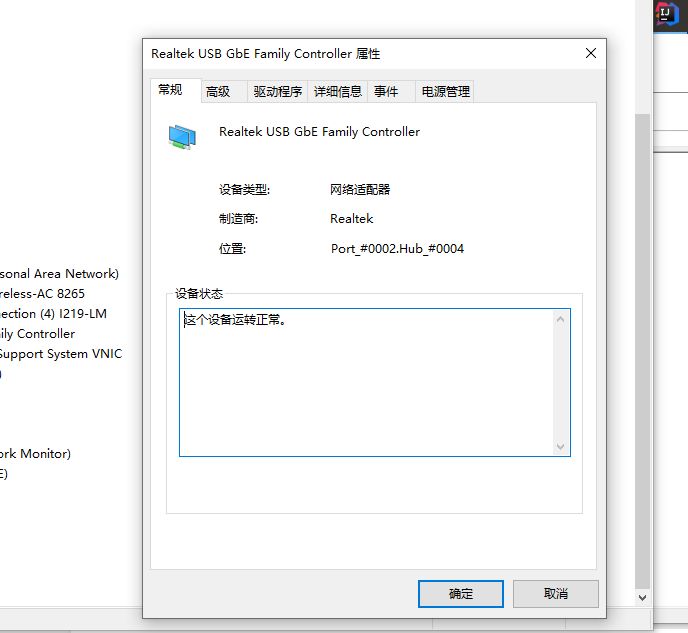 Realtek USB GbE Family Controller 属性
常规
高级
驱动程序
详细信息
事件
电源管理
Realtek USB GbE Family Controller
设备类型:
网络适配器
制造商:
Realtek
位置:
Port_#0002.Hub_#0004
设备状态
这个设备运转正常。
确定
取消
sonal Area Network)
reless-AC 8265
ection (4) I219-LM
ily Controller
Support System VNIC
)
ork Monitor)
E)
IJ